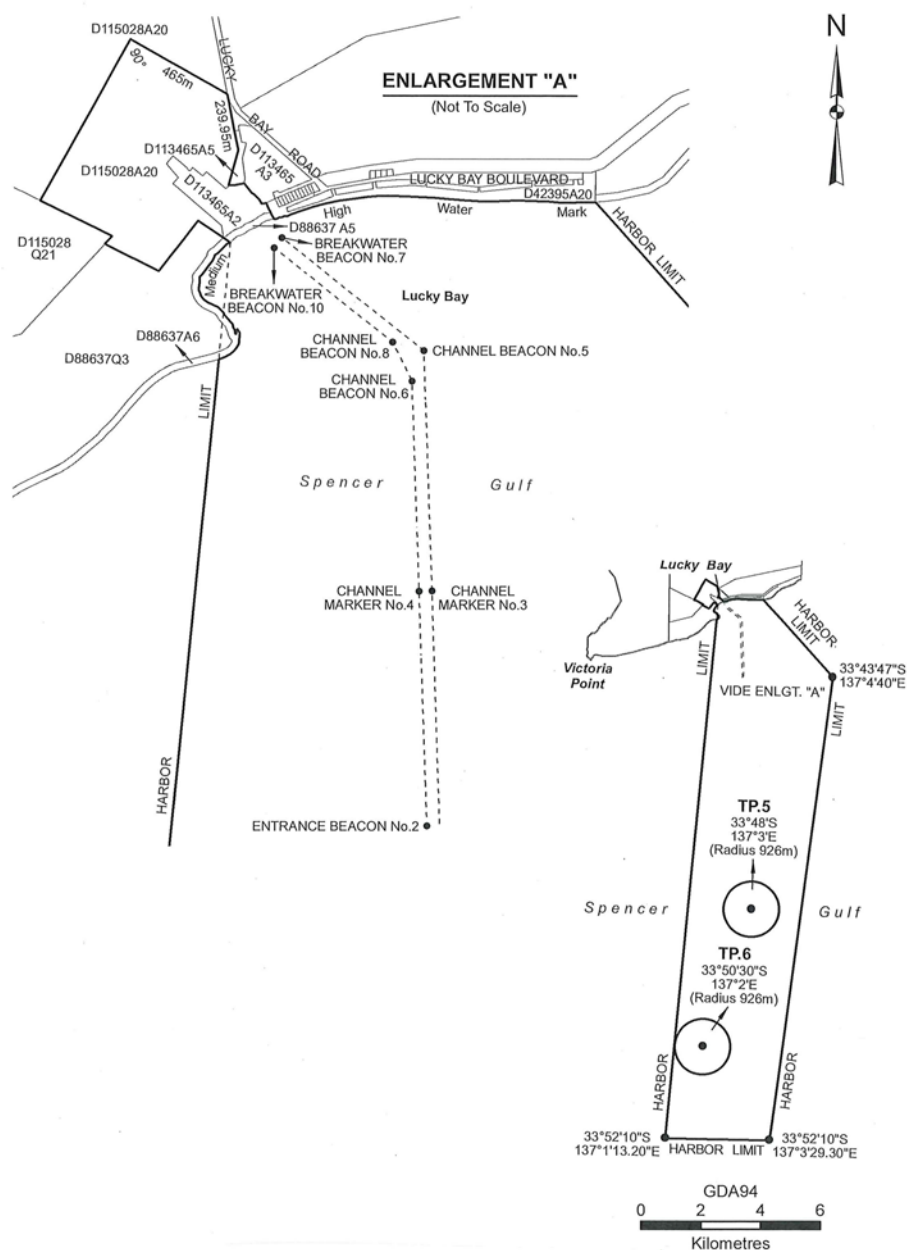 D115028A20
N
LUCKY
BAY
ROAD
ENLARGEMENT "A"
(Not To Scale)
90°
465m
239.95m
D113465A5
D113465
A3
D115028A20
D113465A2
LUCKY BAY BOULEVARD
D42395A20
High
Water
Mark
HARBOR LIMIT
D115028
Q21
D88637 A5
BREAKWATER
BEACON No.7
Medium
BREAKWATER
BEACON No.10
Lucky Bay
D88637A6
D88637Q3
CHANNEL
BEACON No.8
CHANNEL BEACON No.5
CHANNEL
BEACON No.6
LIMIT
Spencer
Gulf
CHANNEL
MARKER No.4
CHANNEL
MARKER No.3
HARBOR
ENTRANCE BEACON No.2
Lucky Bay
HARBOR
LIMIT
Victoria
Point
LIMIT
VIDE ENLGT. "A"
33°43'47"S
137°4'40"E
LIMIT
TP.5
33°48'S
137°3'E
(Radius 926m)
Spencer
Gulf
TP.6
33°50'30"S
137°2'E
(Radius 926m)
HARBOR
HARBOR
33°52'10"S
137°1'13.20"E
HARBOR LIMIT
33°52'10"S
137°3'29.30"E
GDA94
0 2 4 6
Kilometres